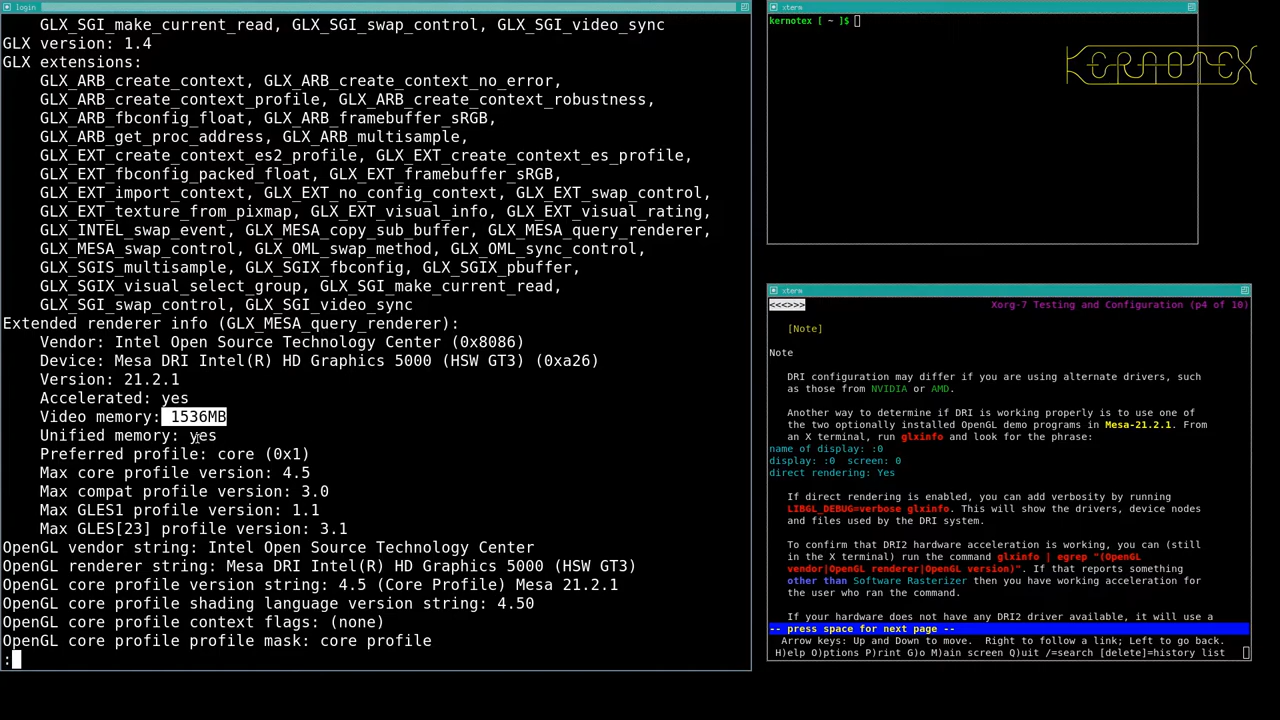 login
GLX_SGI_make_current_read, GLX_SGI_swap_control, GLX_SGI_video_sync
GLX version: 1.4
GLX extensions:
GLX_ARB_create_context, GLX_ARB_create_context_no_error,
GLX_ARB_create_context_profile, GLX_ARB_create_context_robustness,
GLX_ARB_fbconfig_float, GLX_ARB_framebuffer_sRGB,
GLX_ARB_get_proc_address, GLX_ARB_multisample,
GLX_EXT_create_context_es2_profile, GLX_EXT_create_context_es_profile,
GLX_EXT_fbconfig_packed_float, GLX_EXT_framebuffer_sRGB,
GLX_EXT_import_context, GLX_EXT_no_config_context, GLX_EXT_swap_control,
GLX_EXT_texture_from_pixmap, GLX_EXT_visual_info, GLX_EXT_visual_rating,
GLX_INTEL_swap_event, GLX_MESA_copy_sub_buffer, GLX_MESA_query_renderer,
GLX_MESA_swap_control, GLX_OML_swap_method, GLX_OML_sync_control,
GLX_SGIS_multisample, GLX_SGIX_fbconfig, GLX_SGIX_pbuffer,
GLX_SGIX_visual_select_group, GLX_SGI_make_current_read,
GLX_SGI_swap_control, GLX_SGI_video_sync
Extended renderer info (GLX_MESA_query_renderer):
Vendor: Intel Open Source Technology Center (0x8086)
Device: Mesa DRI Intel(R) HD Graphics 5000 (HSW GT3) (0xa26)
Version: 21.2.1
Accelerated: yes
Video memory: 1536MB
Unified memory: yes
Preferred profile: core (0x1)
Max core profile version: 4.5
Max compat profile version: 3.0
Max GLES1 profile version: 1.1
Max GLES[23] profile version: 3.1
OpenGL vendor string: Intel Open Source Technology Center
OpenGL renderer string: Mesa DRI Intel(R) HD Graphics 5000 (HSW GT3)
OpenGL core profile version string: 4.5 (Core Profile) Mesa 21.2.1
OpenGL core profile shading language version string: 4.50
OpenGL core profile context flags: (none)
OpenGL core profile profile mask: core profile
:
xterm
kernotex [ ~ ]$
KERNOTEX
xterm
<<<>>> Xorg-7 Testing and Configuration (p4 of 10)
[Note]
Note
DRI configuration may differ if you are using alternate drivers, such
as those from NVIDIA or AMD.
Another way to determine if DRI is working properly is to use one of
the two optionally installed OpenGL demo programs in Mesa-21.2.1. From
an X terminal, run glxinfo and look for the phrase:
name of display: :0
display: :0 screen: 0
direct rendering: Yes
If direct rendering is enabled, you can add verbosity by running
LIBGL_DEBUG=verbose glxinfo. This will show the drivers, device nodes
and files used by the DRI system.
To confirm that DRI2 hardware acceleration is working, you can (still
in the X terminal) run the command glxinfo | egrep "(OpenGL
vendor|OpenGL renderer|OpenGL version)". If that reports something
other than Software Rasterizer then you have working acceleration for
the user who ran the command.
If your hardware does not have any DRI2 driver available, it will use a
-- press space for next page --
Arrow keys: Up and Down to move. Right to follow a link; Left to go back.
H)elp O)ptions P)rint G)o M)ain screen Q)uit /=search [delete]=history list